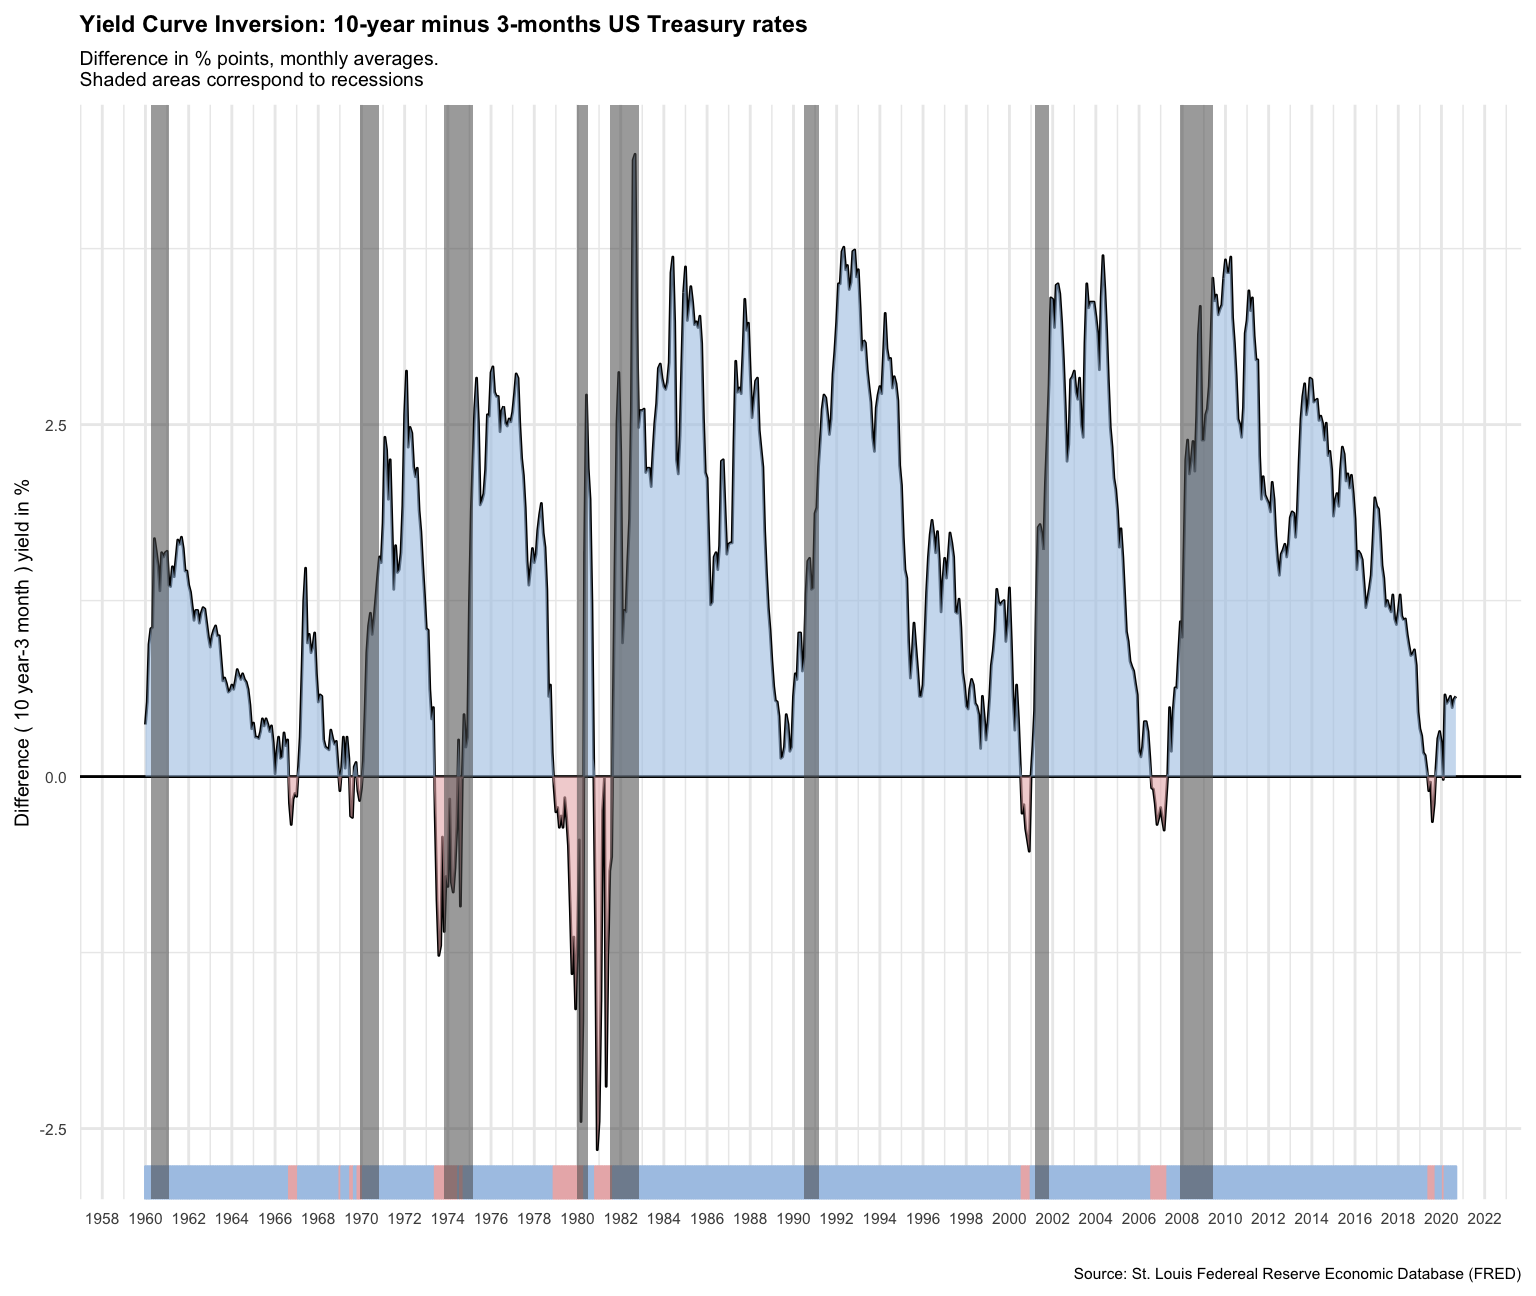 Yield Curve Inversion: 10-year minus 3-months US Treasury rates
Difference in % points, monthly averages.
Shaded areas correspond to recessions
Difference ( 10 year-3 month ) yield in %
2.5
0.0
-2.5
1958 1960 1962 1964 1966 1968 1970 1972 1974 1976 1978 1980 1982 1984 1986 1988 1990 1992 1994 1996 1998 2000 2002 2004 2006 2008 2010 2012 2014 2016 2018 2020 2022
Source: St. Louis Federeal Reserve Economic Database (FRED)